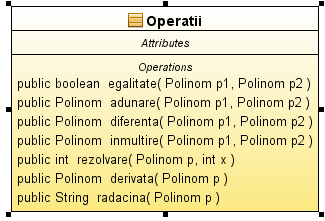 Operatii
Attributes
Operations
public boolean egalitate( Polinom p1, Polinom p2 )
public Polinom adunare( Polinom p1, Polinom p2 )
public Polinom diferenta( Polinom p1, Polinom p2 )
public Polinom inmultire( Polinom p1, Polinom p2 )
public int rezolvare( Polinom p, int x )
public Polinom derivata( Polinom p )
public String radacina( Polinom p )